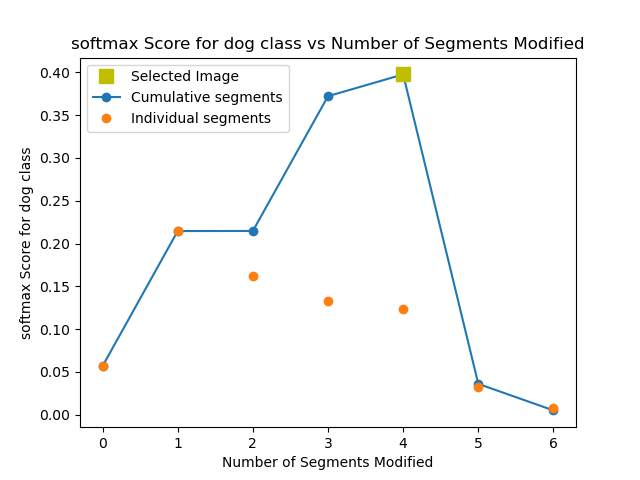 softmax Score for dog class vs Number of Segments Modified
Selected Image
Cumulative segments
Individual segments
softmax Score for dog class
0.40
0.35
0.30
0.25
0.20
0.15
0.10
0.05
0.00
0 1 2 3 4 5 6
Number of Segments Modified